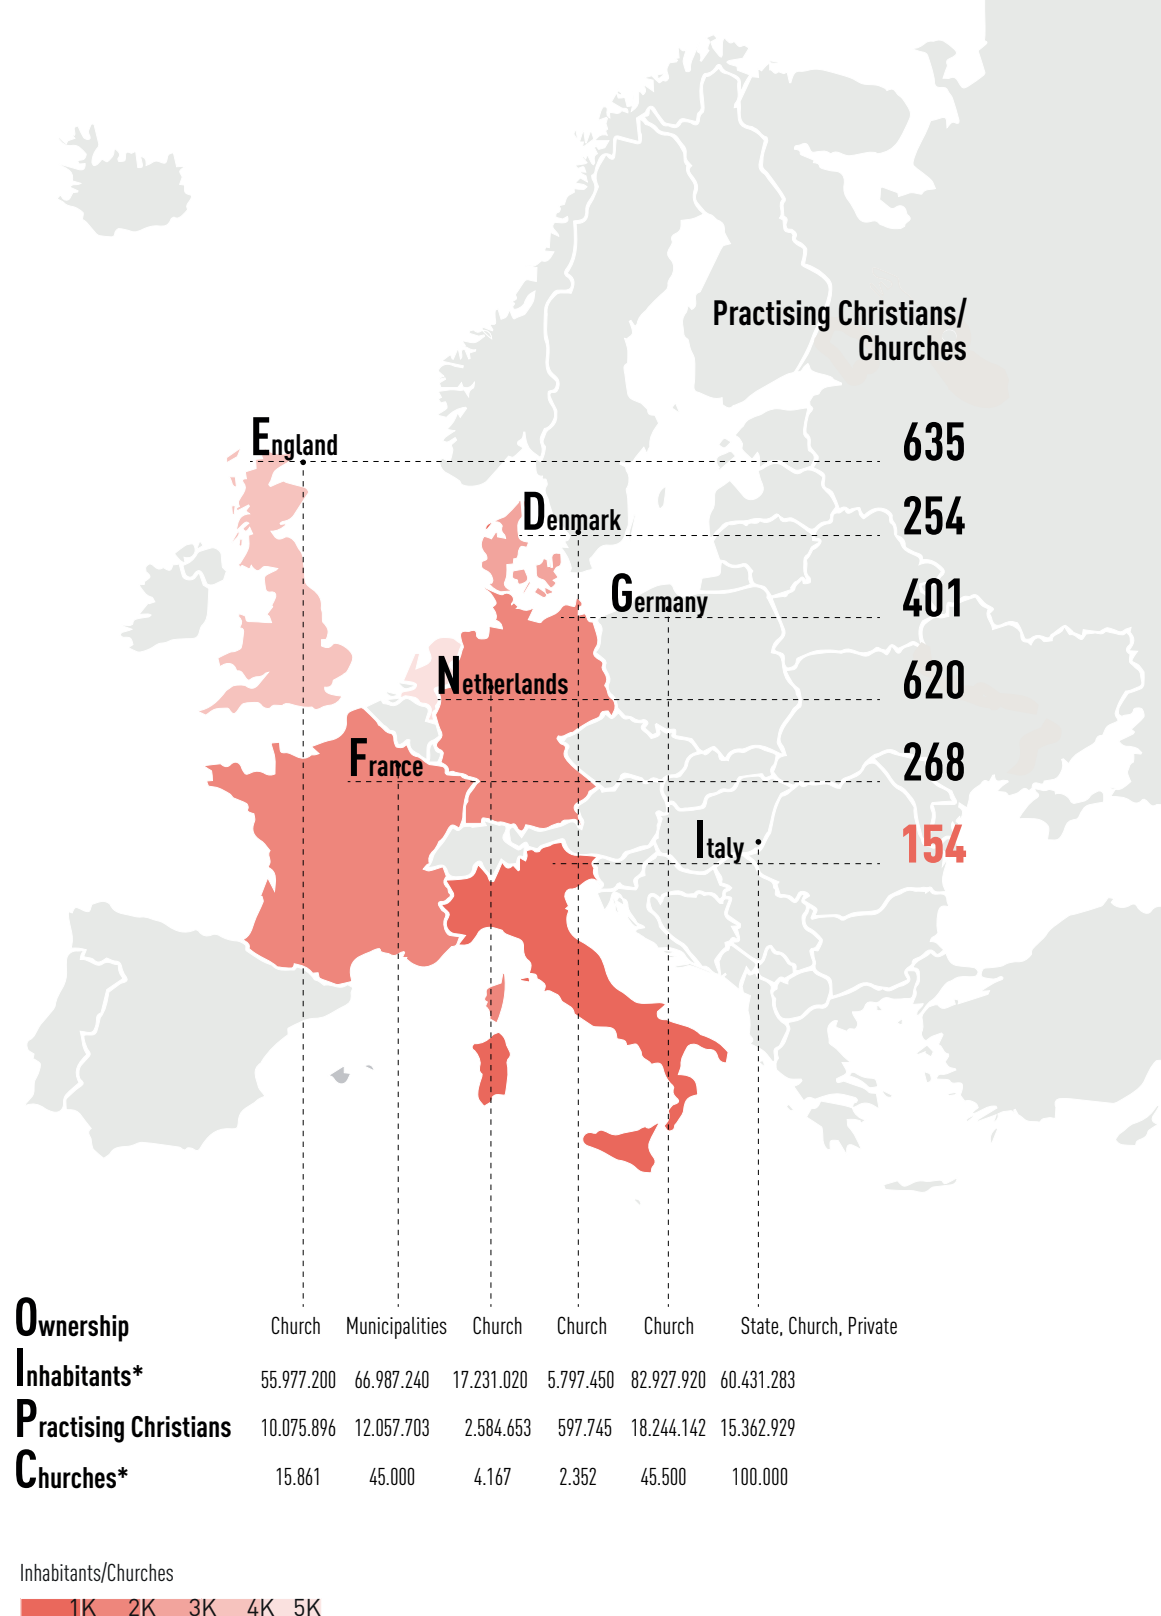 Practising Christians/
Churches
England 635
Denmark 254
Germany 401
Netherlands 620
France 268
Italy 154
Ownership Church Municipalities Church Church Church State, Church, Private
Inhabitants* 55.977.200 66.987.240 17.231.020 5.797.450 82.927.920 60.431.283
Practising Christians 10.075.896 12.057.703 2.584.653 597.745 18.244.142 15.362.929
Churches* 15.861 45.000 4.167 2.352 45.500 100.000
Inhabitants/Churches
1K 2K 3K 4K 5K